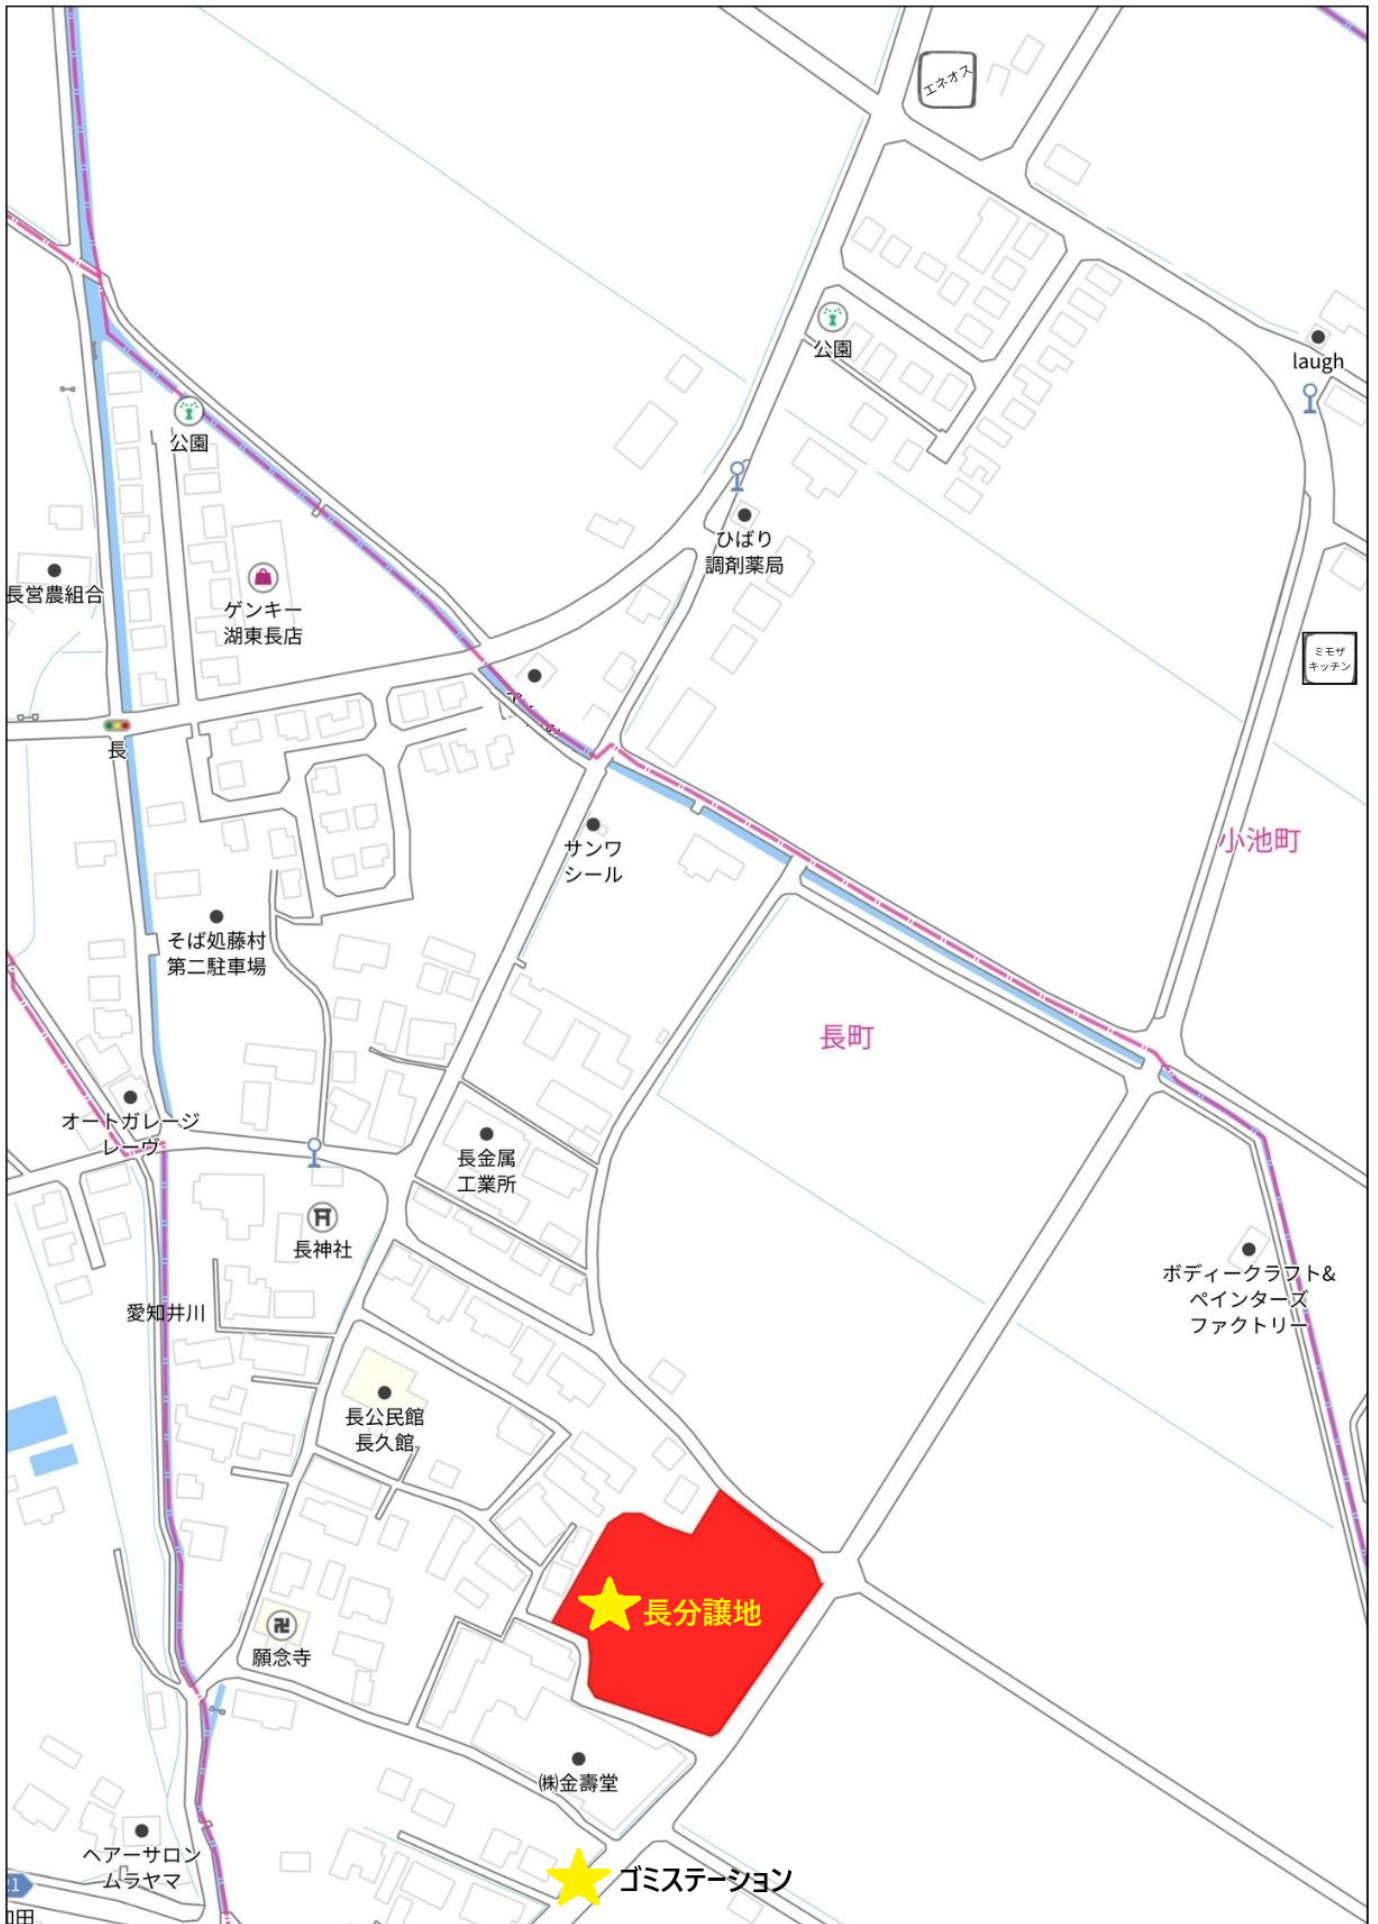 エネオス
公園
laugh
公園
ひばり
調剤薬局
長営農組合
ゲンキー
湖東長店
ミモザ
キッチン
長
サンワ
シール
小池町
そば処藤村
第二駐車場
長町
オートガレージ
レーヴ
長金属
工業所
長神社
ボディークラフト&
ペインターズ
ファクトリー
愛知井川
長公民館
長久館
長分譲地
願念寺
㈱金壽堂
ヘアーサロン
ムラヤマ
ゴミステーション